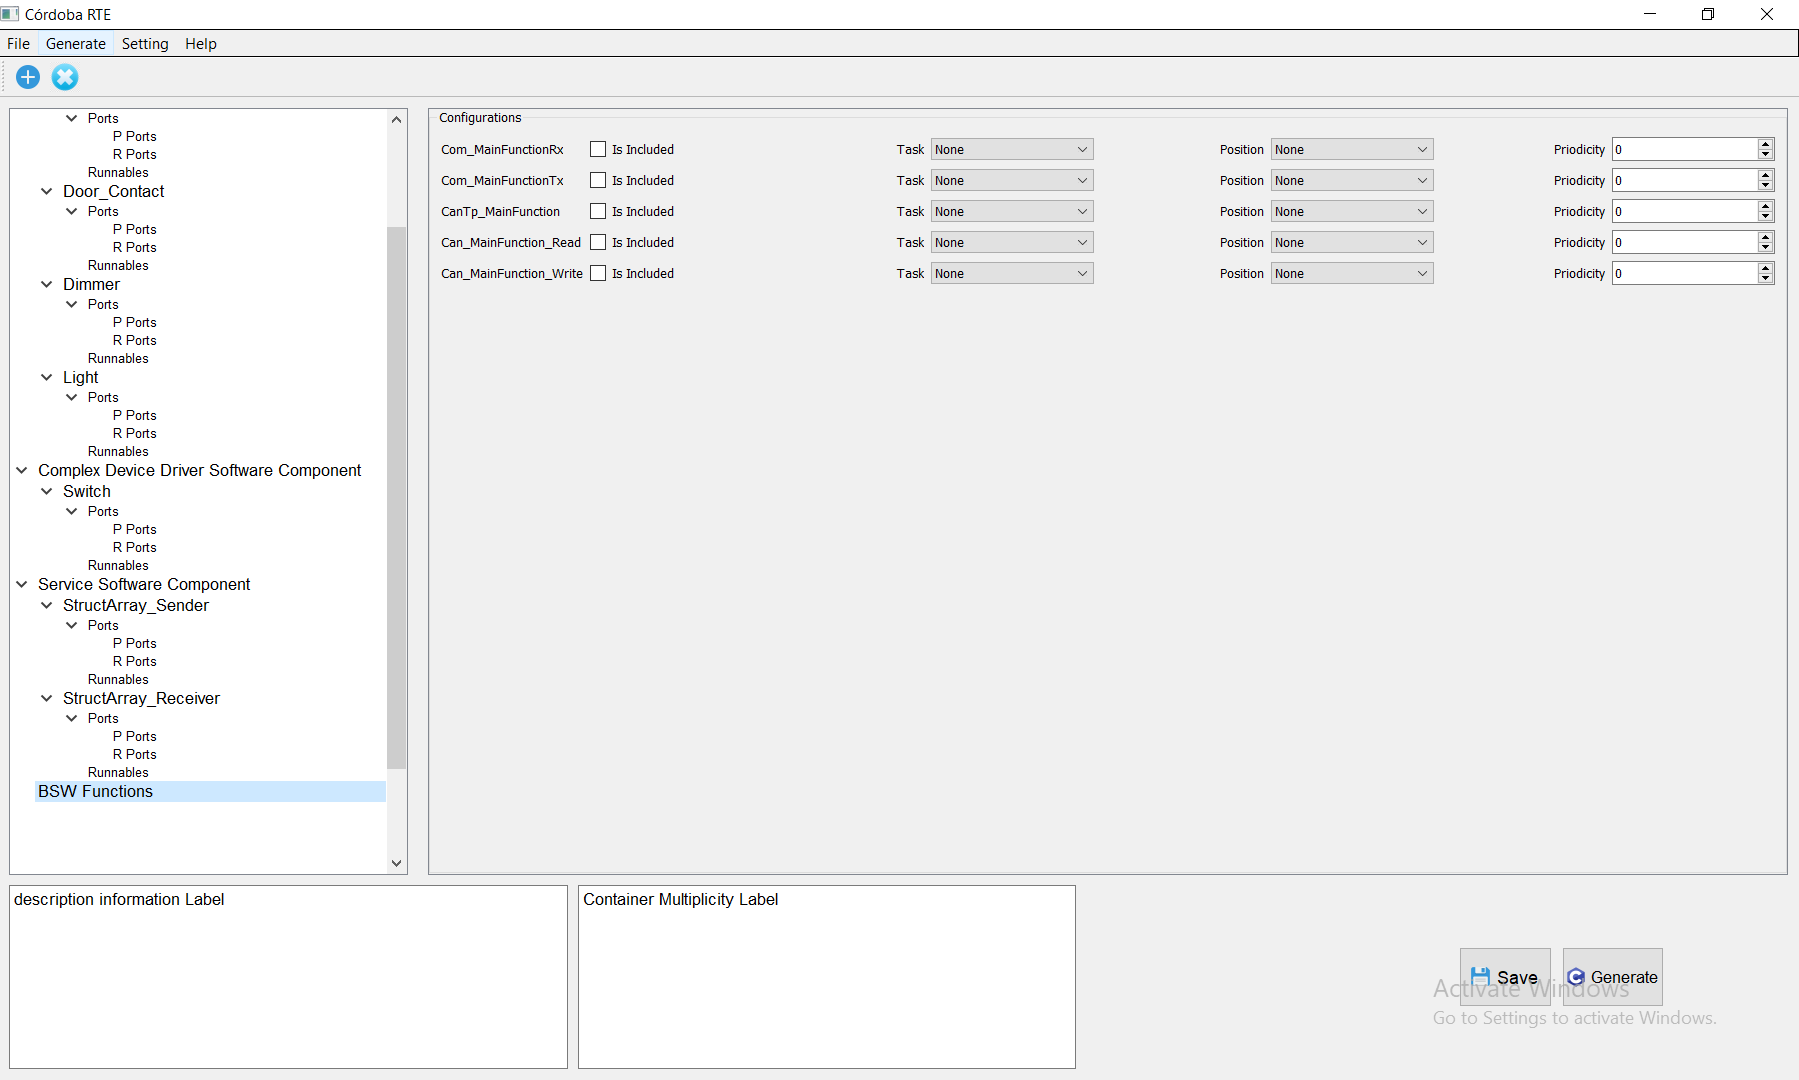 Córdoba RTE
File Generate Setting Help
Ports
P Ports
R Ports
Runnables
Door_Contact
Ports
P Ports
R Ports
Runnables
Dimmer
Ports
P Ports
R Ports
Runnables
Light
Ports
P Ports
R Ports
Runnables
Complex Device Driver Software Component
Switch
Ports
P Ports
R Ports
Runnables
Service Software Component
StructArray_Sender
Ports
P Ports
R Ports
Runnables
StructArray_Receiver
Ports
P Ports
R Ports
Runnables
BSW Functions
Configurations
Com_MainFunctionRx Is Included Task None Position None Priodicity 0
Com_MainFunctionTx Is Included Task None Position None Priodicity 0
CanTp_MainFunction Is Included Task None Position None Priodicity 0
Can_MainFunction_Read Is Included Task None Position None Priodicity 0
Can_MainFunction_Write Is Included Task None Position None Priodicity 0
description information Label
Container Multiplicity Label
Save Generate
Activate Windows
Go to Settings to activate Windows.